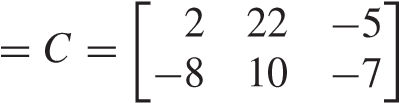 = C = [ 2 22 −5
−8 10 −7 ]